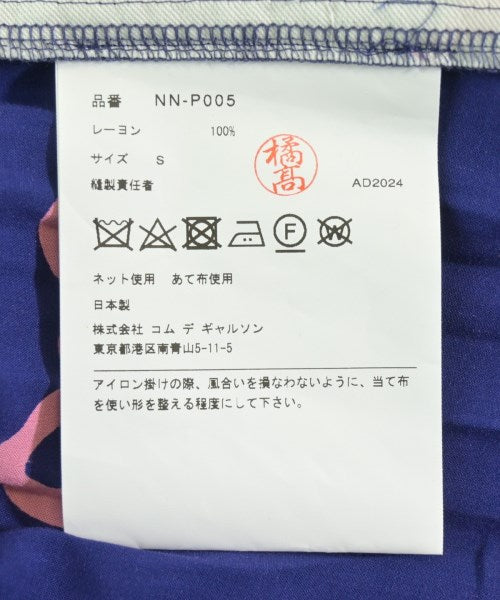 品番 NN-P005
レーヨン 100%
サイズ S
橘髙
縫製責任者 AD2024
ネット使用 あて布使用
日本製
株式会社 コム デ ギャルソン
東京都港区南青山5-11-5
アイロン掛けの際、風合いを損なわないように、当て布
を使い形を整える程度にして下さい。